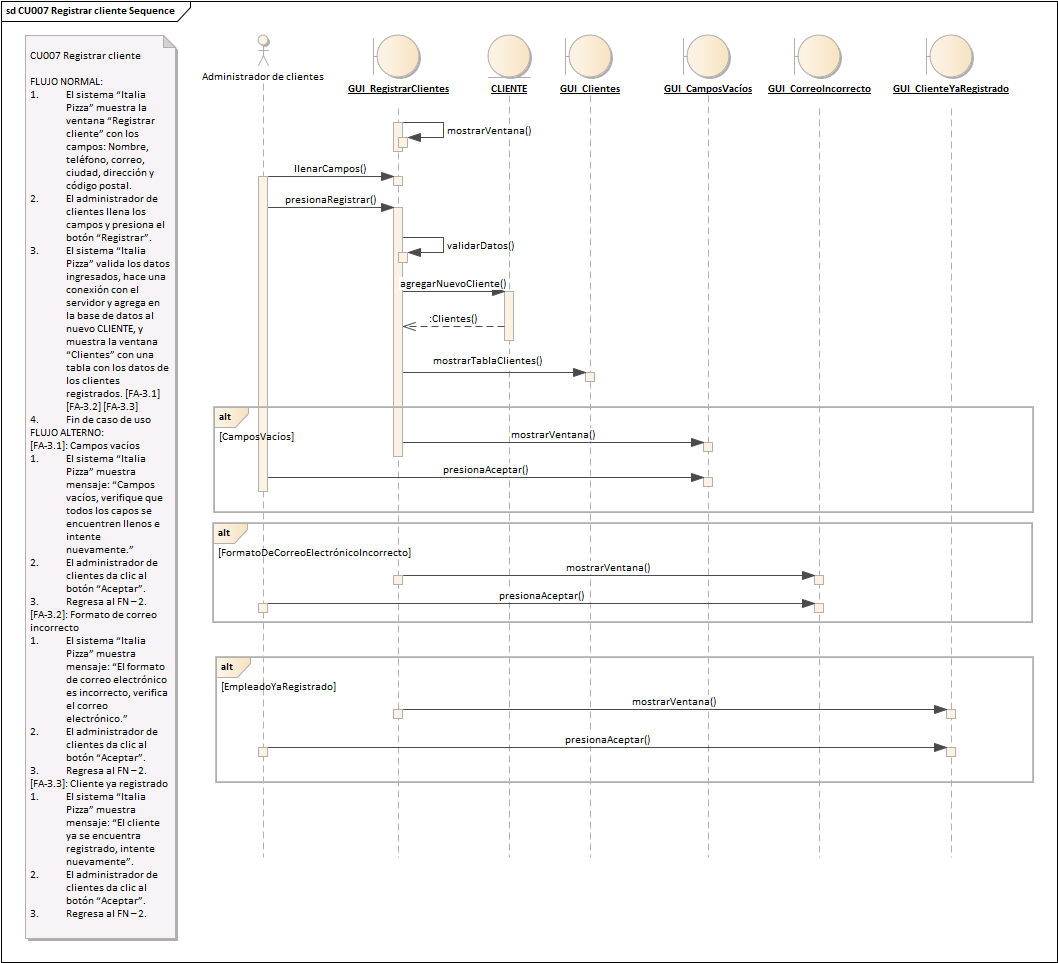 sd CU007 Registrar cliente Sequence
CU007 Registrar cliente
FLUJO NORMAL:
1. El sistema “Italia
Pizza” muestra la
ventana “Registrar
cliente” con los
campos: Nombre,
teléfono, correo,
ciudad, dirección y
código postal.
2. El administrador de
clientes llena los
campos y presiona el
botón “Registrar”.
3. El sistema “Italia
Pizza” valida los datos
ingresados, hace una
conexión con el
servidor y agrega en
la base de datos al
nuevo CLIENTE, y
muestra la ventana
“Clientes” con una
tabla con los datos de
los clientes
registrados. [FA-3.1]
[FA-3.2] [FA-3.3]
4. Fin de caso de uso
FLUJO ALTERNO:
[FA-3.1]: Campos vacíos
1. El sistema “Italia
Pizza” muestra
mensaje: “Campos
vacíos, verifique que
todos los capos se
encuentren llenos e
intente
nuevamente.”
2. El administrador de
clientes da clic al
botón “Aceptar”.
3. Regresa al FN – 2.
[FA-3.2]: Formato de correo
incorrecto
1. El sistema “Italia
Pizza” muestra
mensaje: “El formato
de correo electrónico
es incorrecto, verifica
el correo
electrónico.”
2. El administrador de
clientes da clic al
botón “Aceptar”.
3. Regresa al FN – 2.
[FA-3.3]: Cliente ya registrado
1. El sistema “Italia
Pizza” muestra
mensaje: “El cliente
ya se encuentra
registrado, intente
nuevamente”.
2. El administrador de
clientes da clic al
botón “Aceptar”.
3. Regresa al FN – 2.
Administrador de clientes
GUI_RegistrarClientes
CLIENTE
GUI_Clientes
GUI_CamposVacíos
GUI_CorreoIncorrecto
GUI_ClienteYaRegistrado
mostrarVentana()
llenarCampos()
presionaRegistrar()
validarDatos()
agregarNuevoCliente()
:Clientes()
mostrarTablaClientes()
alt
[CamposVacíos]
mostrarVentana()
presionaAceptar()
alt
[FormatoDeCorreoElectrónicoIncorrecto]
mostrarVentana()
presionaAceptar()
alt
[EmpleadoYaRegistrado]
mostrarVentana()
presionaAceptar()